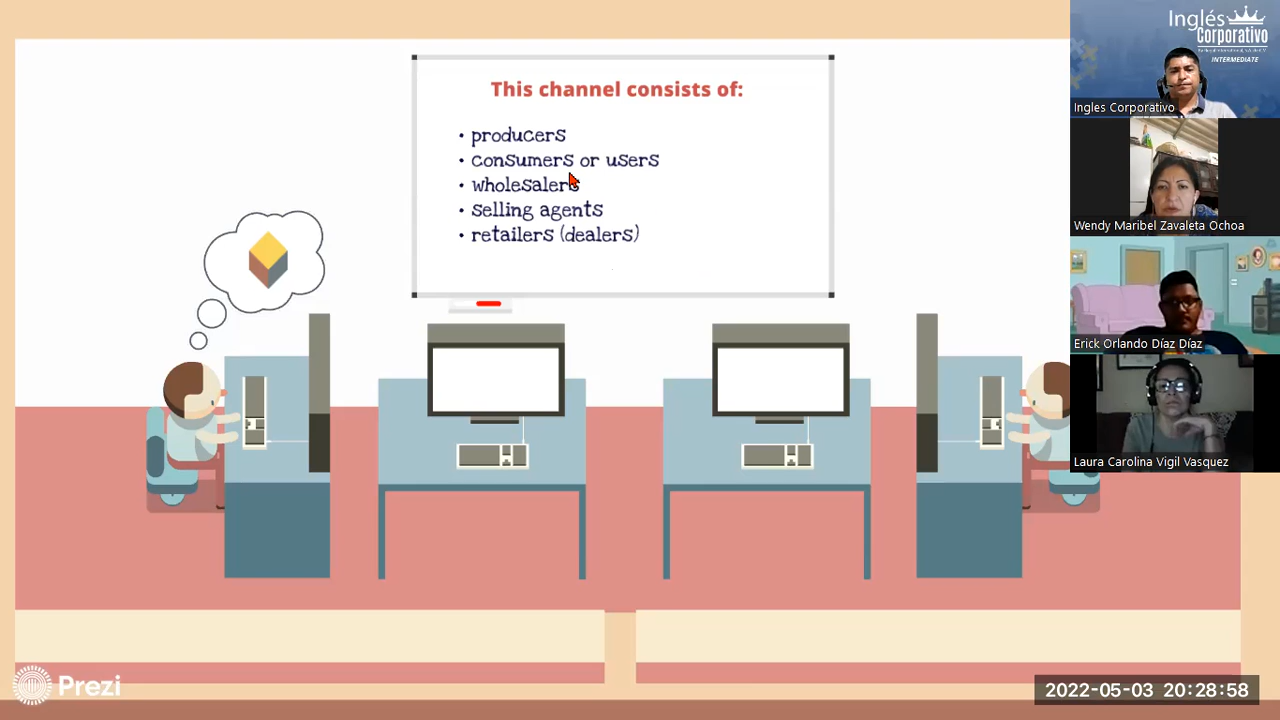 This channel consists of:
• producers
• consumers or users
• wholesalers
• selling agents
• retailers (dealers)
Inglés
Corporativo
INTERMEDIATE
Ingles Corporativo
Wendy Maribel Zavaleta Ochoa
Erick Orlando Díaz Díaz
Laura Carolina Vigil Vasquez
Prezi
2022-05-03 20:28:58